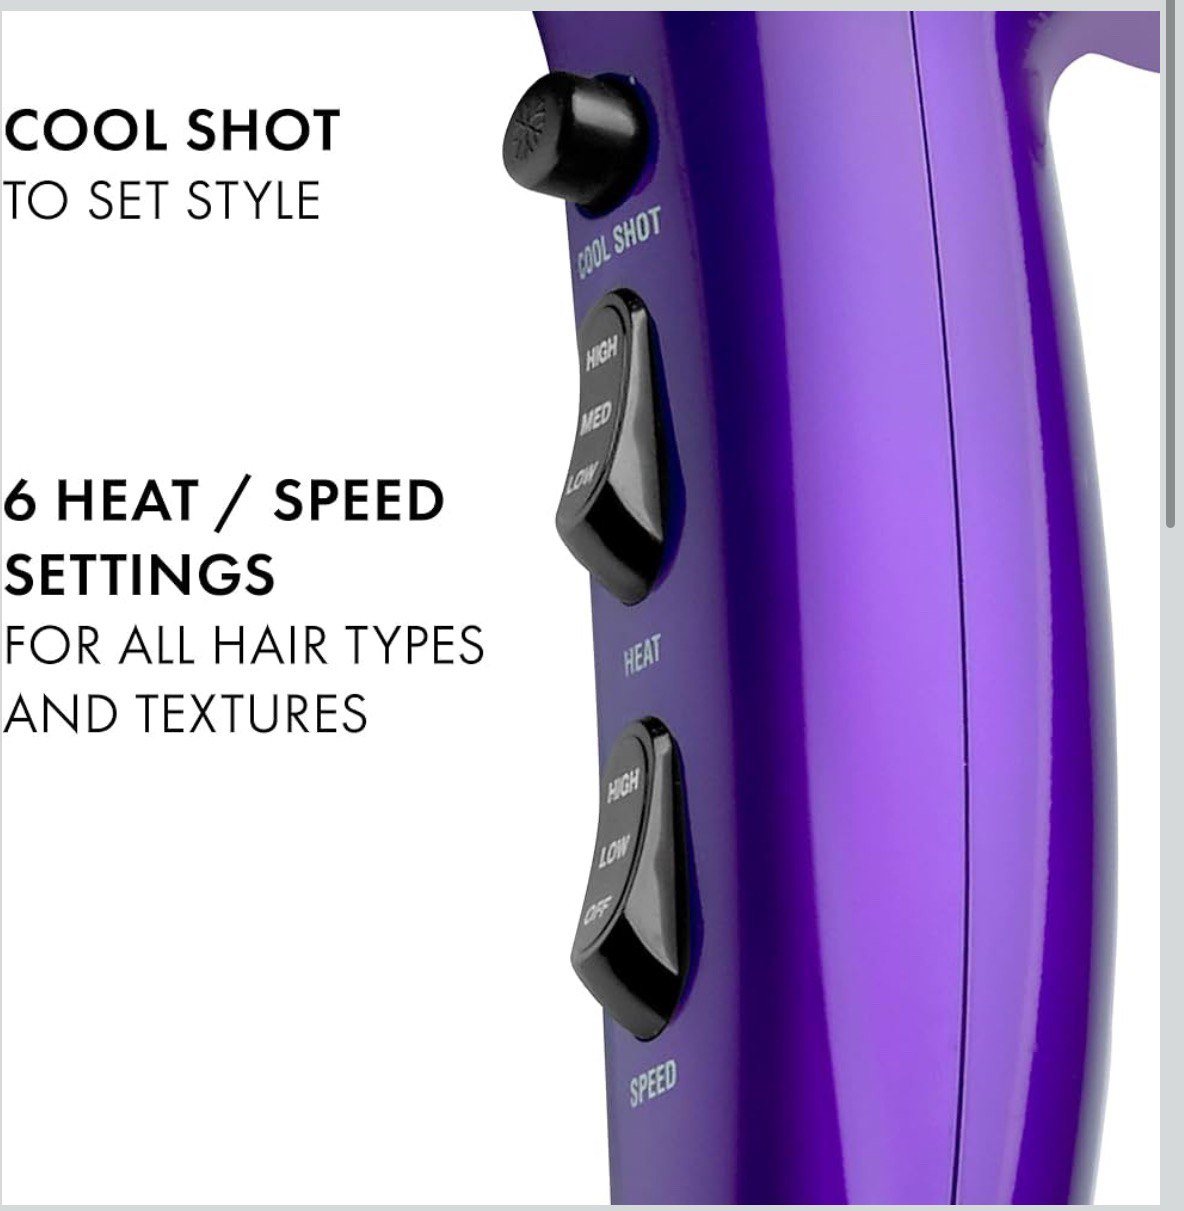 COOL SHOT
TO SET STYLE
COOL SHOT
HIGH
MED
LOW
6 HEAT / SPEED
SETTINGS
FOR ALL HAIR TYPES
AND TEXTURES
HEAT
HIGH
LOW
OFF
SPEED